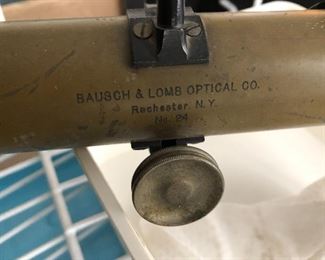 BAUSCH & LOMB OPTICAL CO.
Rochester N.Y.
No. 24